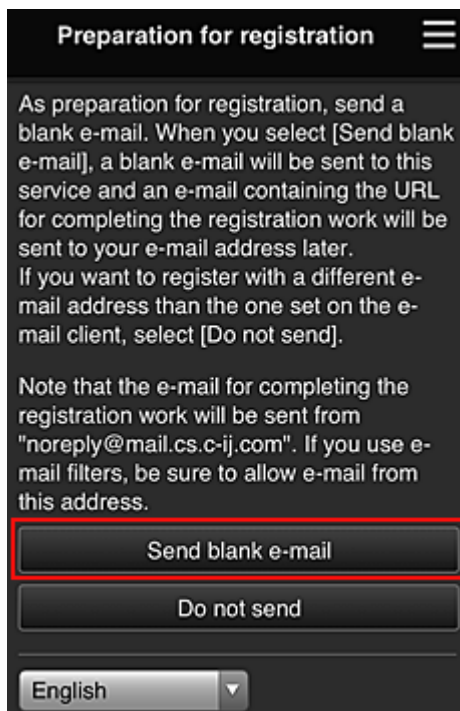 Preparation for registration
As preparation for registration, send a
blank e-mail. When you select [Send blank
e-mail], a blank e-mail will be sent to this
service and an e-mail containing the URL
for completing the registration work will be
sent to your e-mail address later.
If you want to register with a different e-
mail address than the one set on the e-
mail client, select [Do not send].
Note that the e-mail for completing the
registration work will be sent from
"noreply@mail.cs.c-ij.com". If you use e-
mail filters, be sure to allow e-mail from
this address.
Send blank e-mail
Do not send
English